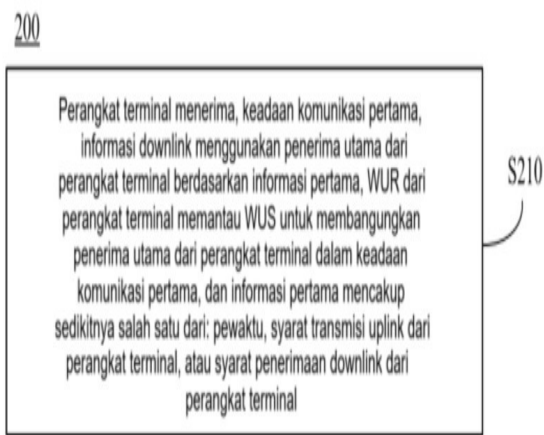 200
Perangkat terminal menerima, keadaan komunikasi pertama,
informasi downlink menggunakan penerima utama dari
perangkat terminal berdasarkan informasi pertama, WUR dari
perangkat terminal memantau WUS untuk membangungkan
penerima utama dari perangkat terminal dalam keadaan
komunikasi pertama, dan informasi pertama mencakup
sedikitnya salah satu dari: pewaktu, syarat transmisi uplink dari
perangkat terminal, atau syarat penerimaan downlink dari
perangkat terminal
S210